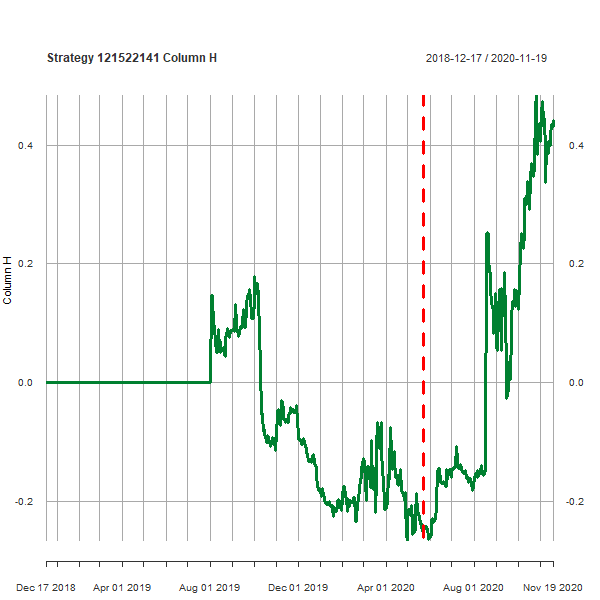 Strategy 121522141 Column H
2018-12-17 / 2020-11-19
0.4
0.4
0.2
0.2
Column H
0.0
0.0
-0.2
-0.2
Dec 17 2018
Apr 01 2019
Aug 01 2019
Dec 01 2019
Apr 01 2020
Aug 01 2020
Nov 19 2020